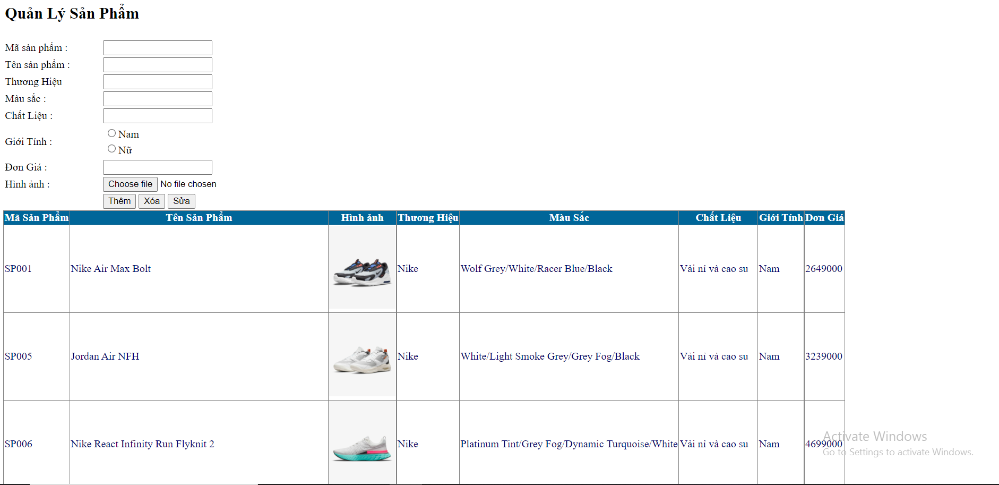 Quản Lý Sản Phẩm
Mã sản phẩm :
Tên sản phẩm :
Thương Hiệu
Màu sắc :
Chất Liệu :
Giới Tính :
Nam
Nữ
Đơn Giá :
Hình ảnh : Choose file No file chosen
Thêm Xóa Sửa
Mã Sản Phẩm Tên Sản Phẩm Hình ảnh Thương Hiệu Màu Sắc Chất Liệu Giới Tính Đơn Giá
SP001 Nike Air Max Bolt Nike Wolf Grey/White/Racer Blue/Black Vải nỉ và cao su Nam 2649000
SP005 Jordan Air NFH Nike White/Light Smoke Grey/Grey Fog/Black Vải nỉ và cao su Nam 3239000
SP006 Nike React Infinity Run Flyknit 2 Nike Platinum Tint/Grey Fog/Dynamic Turquoise/White Vải nỉ và cao su Nam 4699000
Activate Windows
Go to Settings to activate Windows.